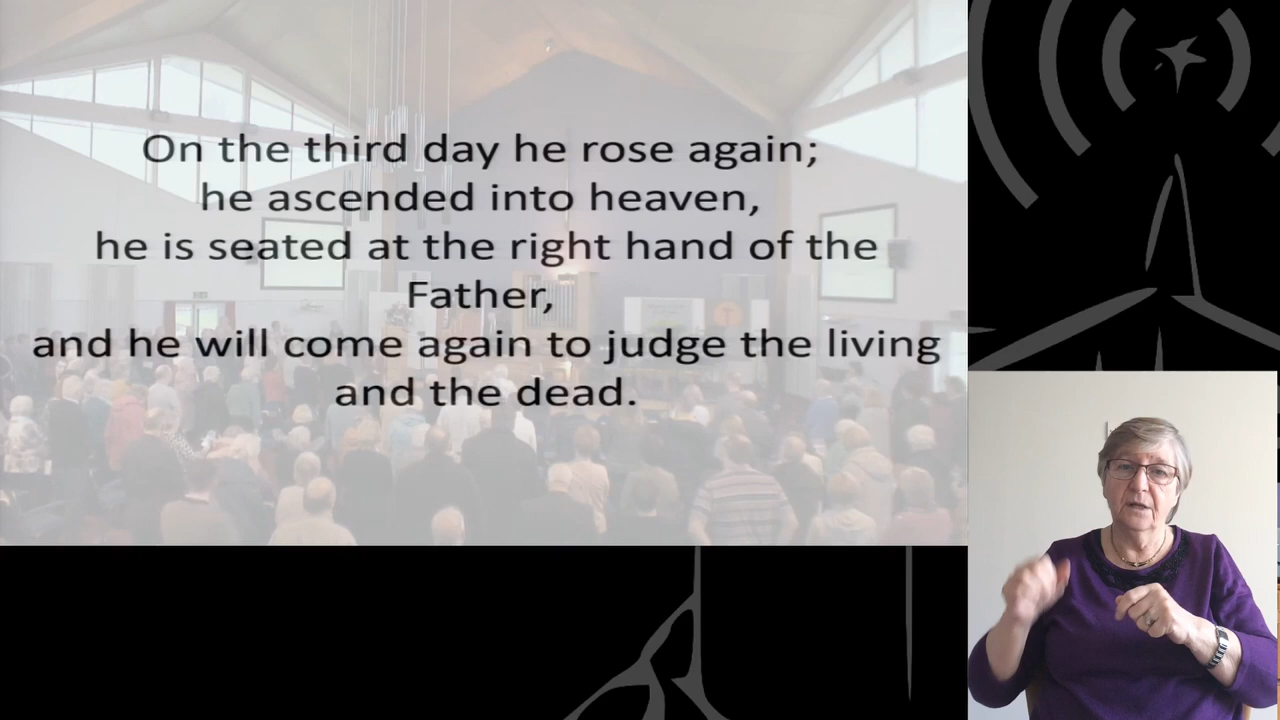 On the third day he rose again;
he ascended into heaven,
he is seated at the right hand of the
Father,
and he will come again to judge the living
and the dead.